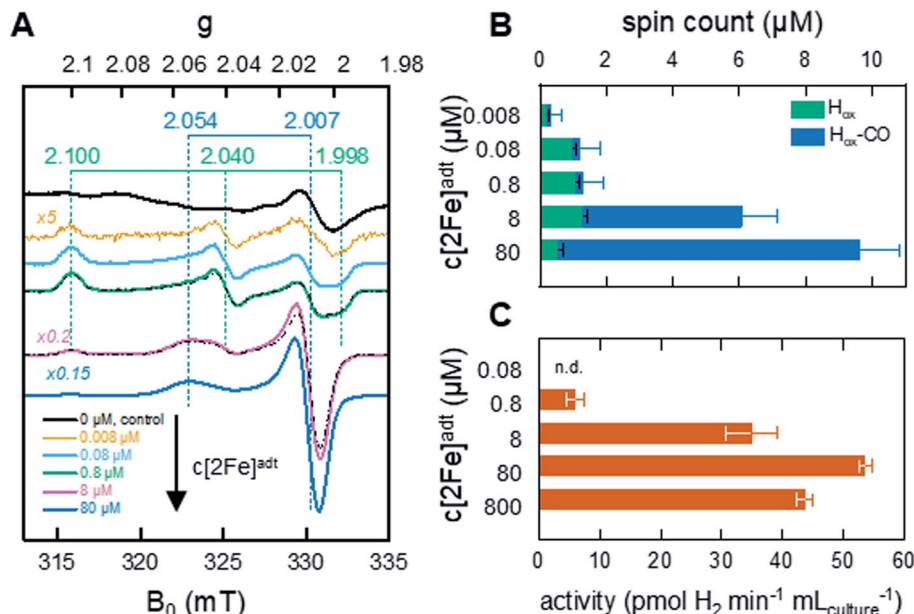 A
g
2.1 2.08 2.06 2.04 2.02 2 1.98
2.054 2.007
2.100 2.040 1.998
x5
x0.2
x0.15
0 µM, control
0.008 µM
0.08 µM
0.8 µM
8 µM
80 µM
c[2Fe]ᵃᵈᵗ
315 320 325 330 335
B₀ (mT)
B
spin count (µM)
0 2 4 6 8 10
c[2Fe]ᵃᵈᵗ (µM)
0.008
0.08
0.8
8
80
Hₒₓ
Hₒₓ-CO
C
c[2Fe]ᵃᵈᵗ (µM)
0.08
0.8
8
80
800
n.d.
0 10 20 30 40 50 60
activity (pmol H₂ min⁻¹ mL_culture⁻¹)